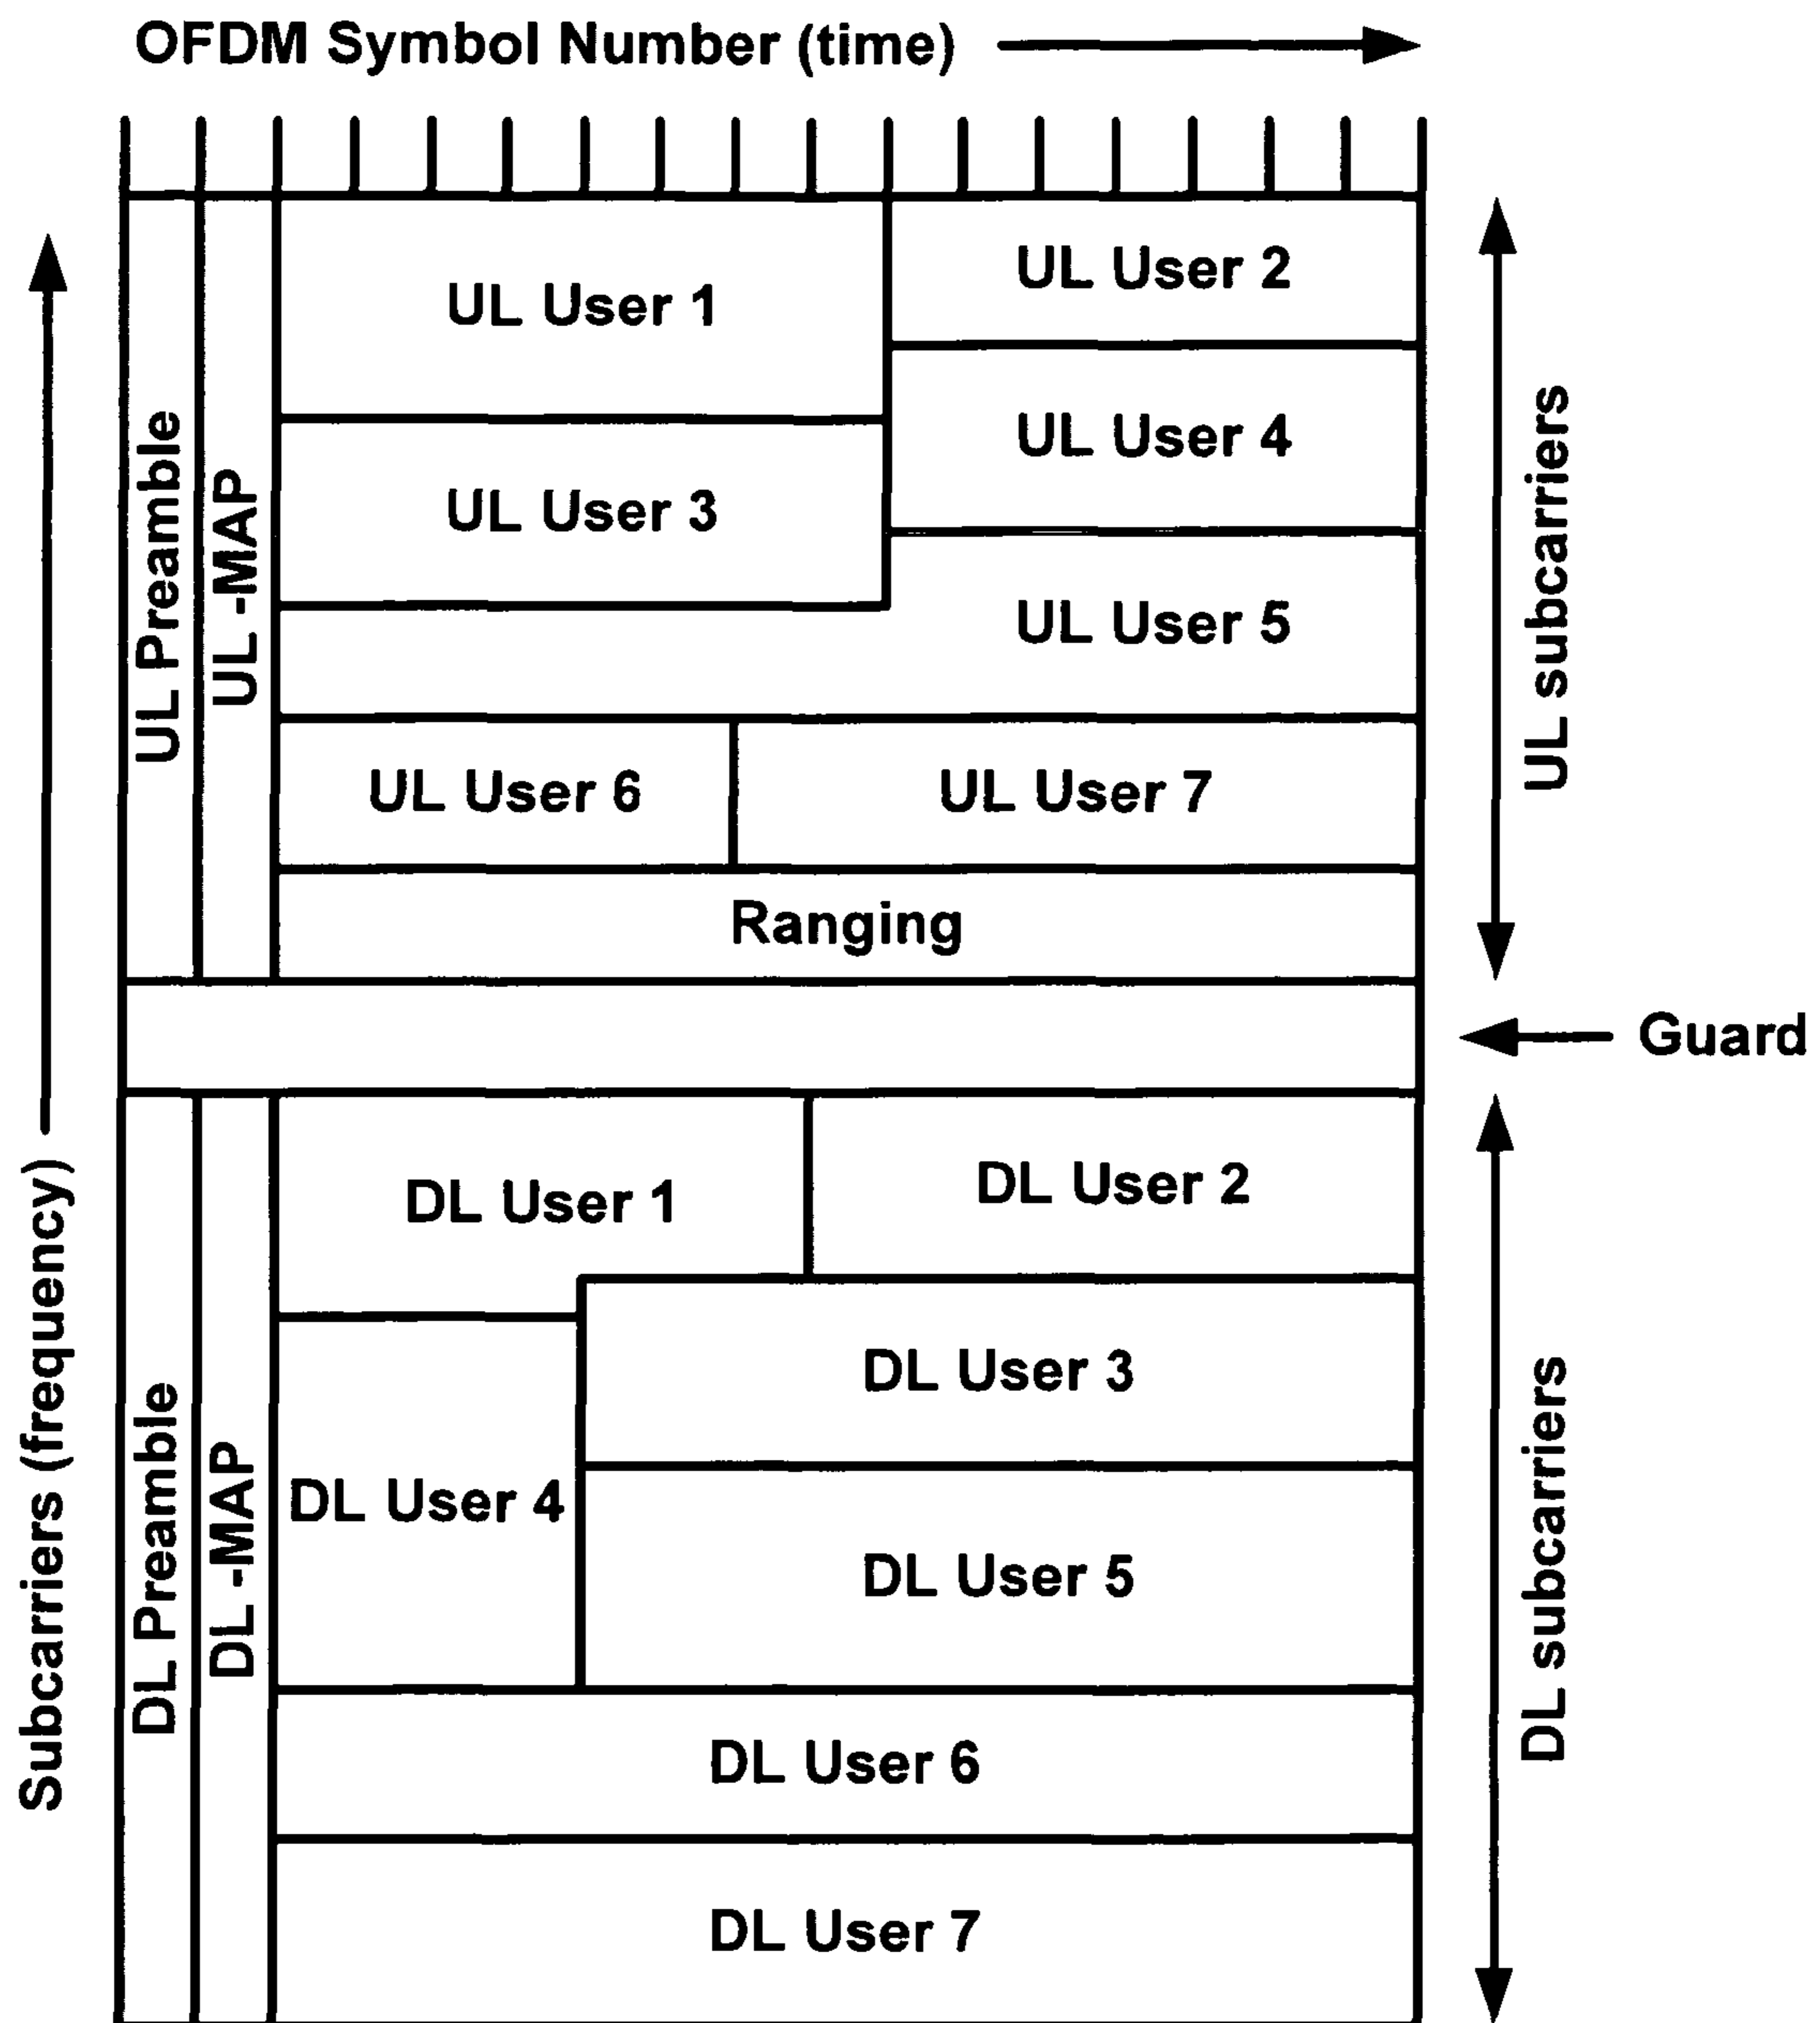 OFDM Symbol Number (time)
UL User 1
UL User 2
UL User 3
UL User 4
UL User 5
UL User 6
UL User 7
Ranging
UL Preamble
UL-MAP
UL subcarriers
Guard
Subcarriers (frequency)
DL Preamble
DL-MAP
DL User 1
DL User 2
DL User 3
DL User 4
DL User 5
DL User 6
DL User 7
DL subcarriers